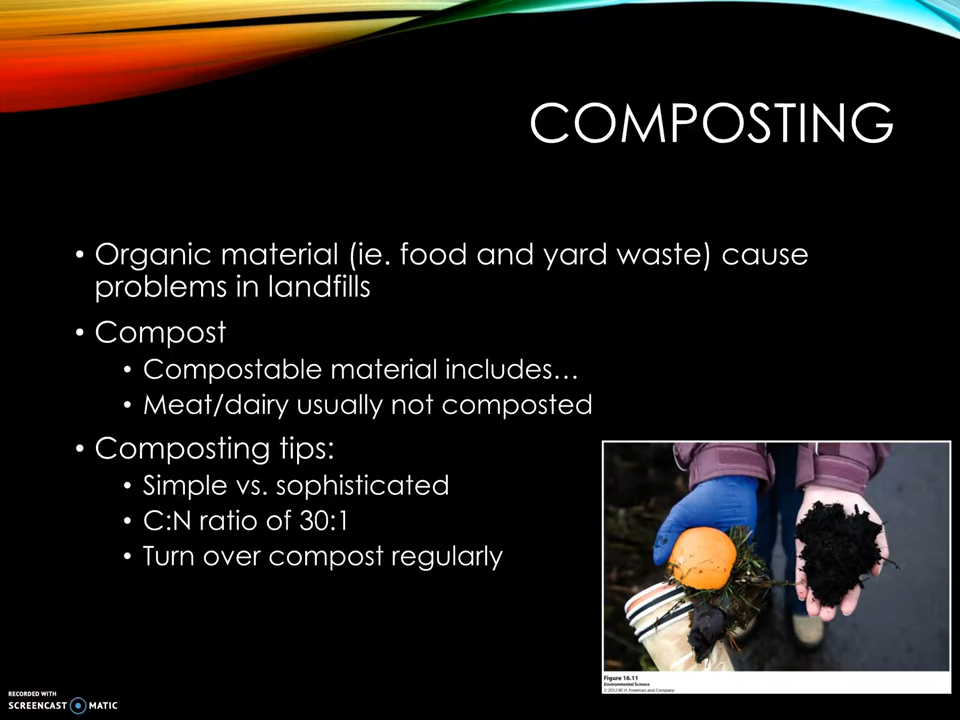 COMPOSTING
• Organic material (ie. food and yard waste) cause
problems in landfills
• Compost
• Compostable material includes…
• Meat/dairy usually not composted
• Composting tips:
• Simple vs. sophisticated
• C:N ratio of 30:1
• Turn over compost regularly
Figure 16.11
Environmental Science
© 2012 W. H. Freeman and Company
RECORDED WITH
SCREENCAST MATIC